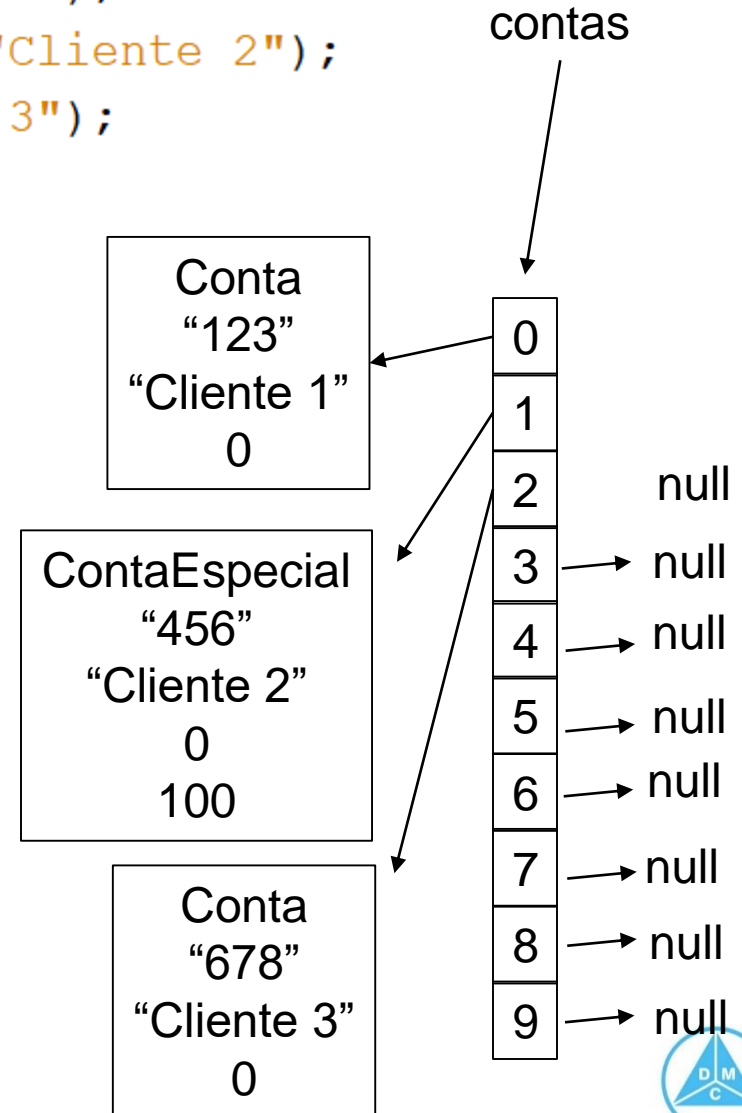 );
"Cliente 2");
3");
contas
Conta
“123”
“Cliente 1”
0
ContaEspecial
“456”
“Cliente 2”
0
100
Conta
“678”
“Cliente 3”
0
0
1
2 null
3 null
4 null
5 null
6 null
7 null
8 null
9 null
D M
C